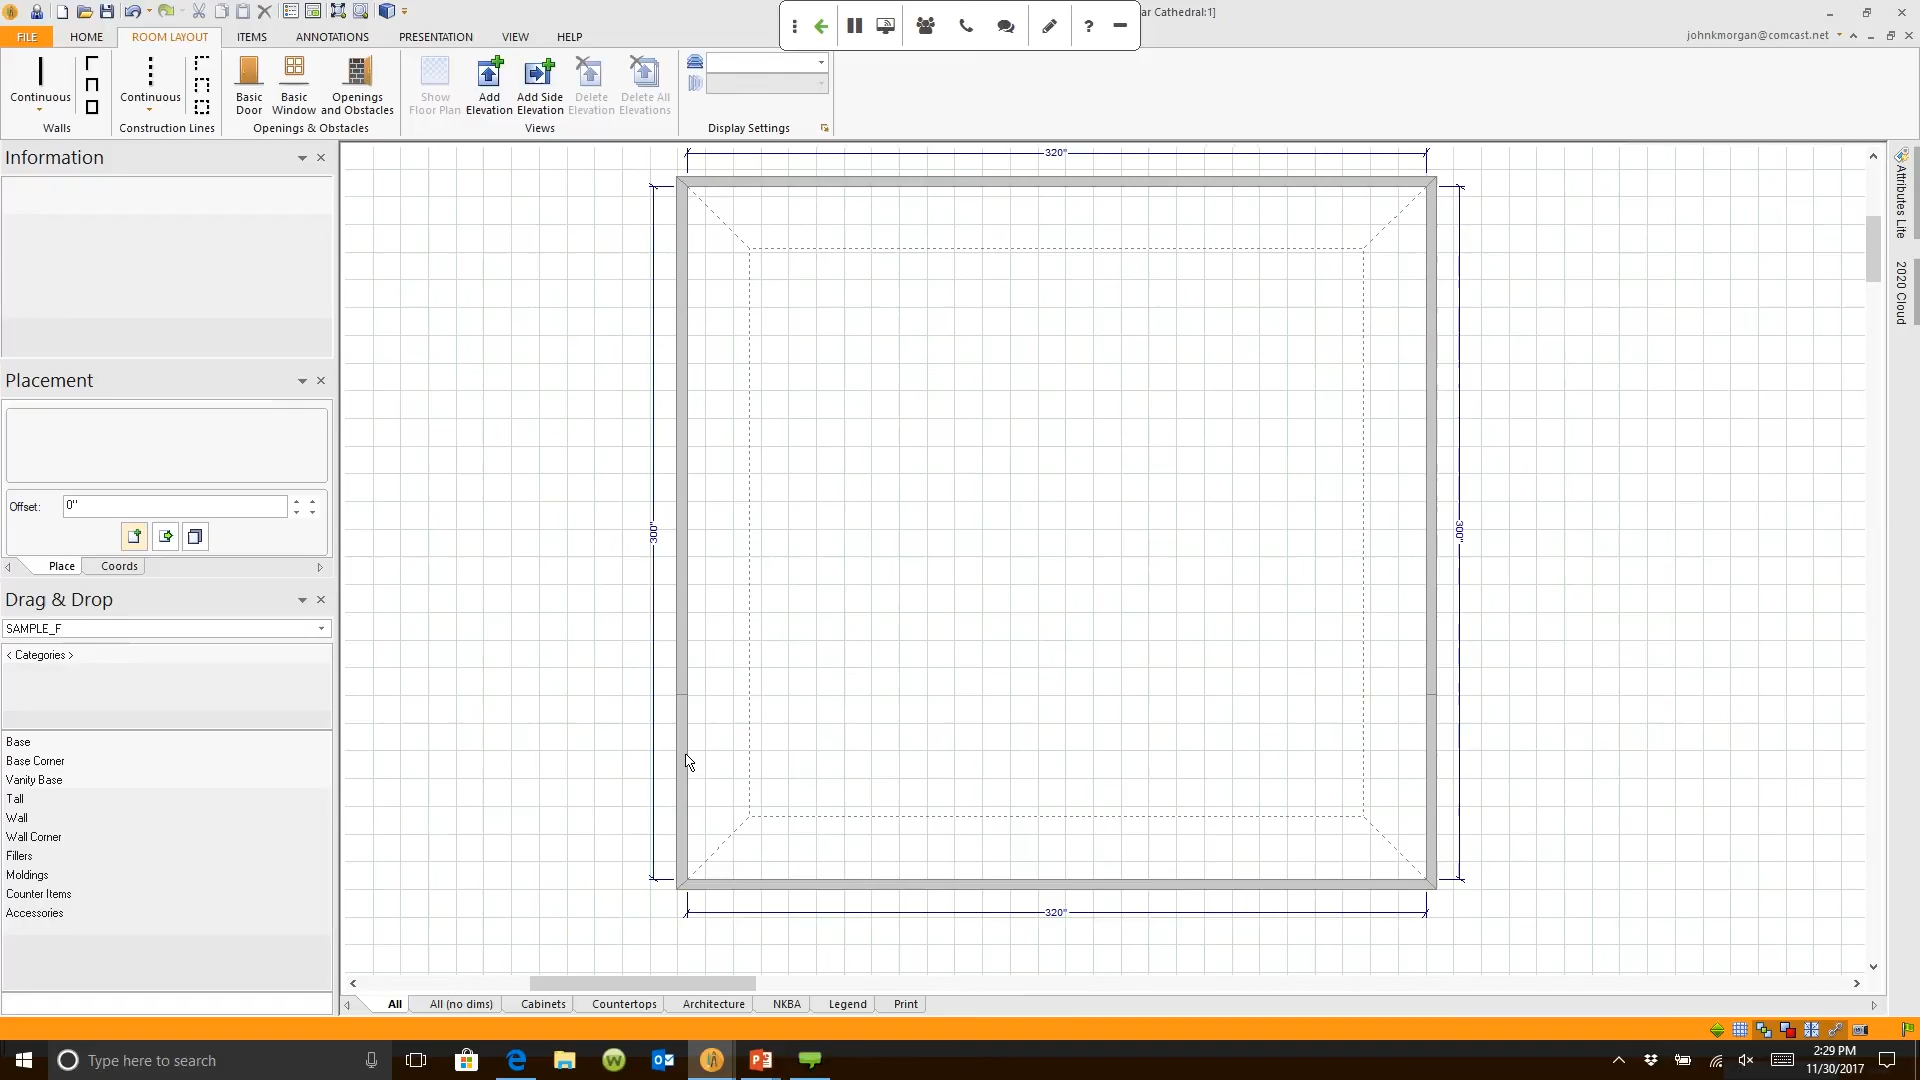 ar Cathedral:1]
FILE HOME ROOM LAYOUT ITEMS ANNOTATIONS PRESENTATION VIEW HELP
johnkmorgan@comcast.net
Continuous
Walls
Continuous
Construction Lines
Basic Door
Basic Window
Openings and Obstacles
Openings & Obstacles
Show Floor Plan
Add Elevation
Add Side Elevation
Delete Elevation
Delete All Elevations
Views
Display Settings
Information
Placement
Offset: 0"
Place Coords
Drag & Drop
SAMPLE_F
< Categories >
Base
Base Corner
Vanity Base
Tall
Wall
Wall Corner
Fillers
Moldings
Counter Items
Accessories
320"
300"
300"
320"
Attributes Lite
2020 Cloud
All All (no dims) Cabinets Countertops Architecture NKBA Legend Print
Type here to search
2:29 PM
11/30/2017